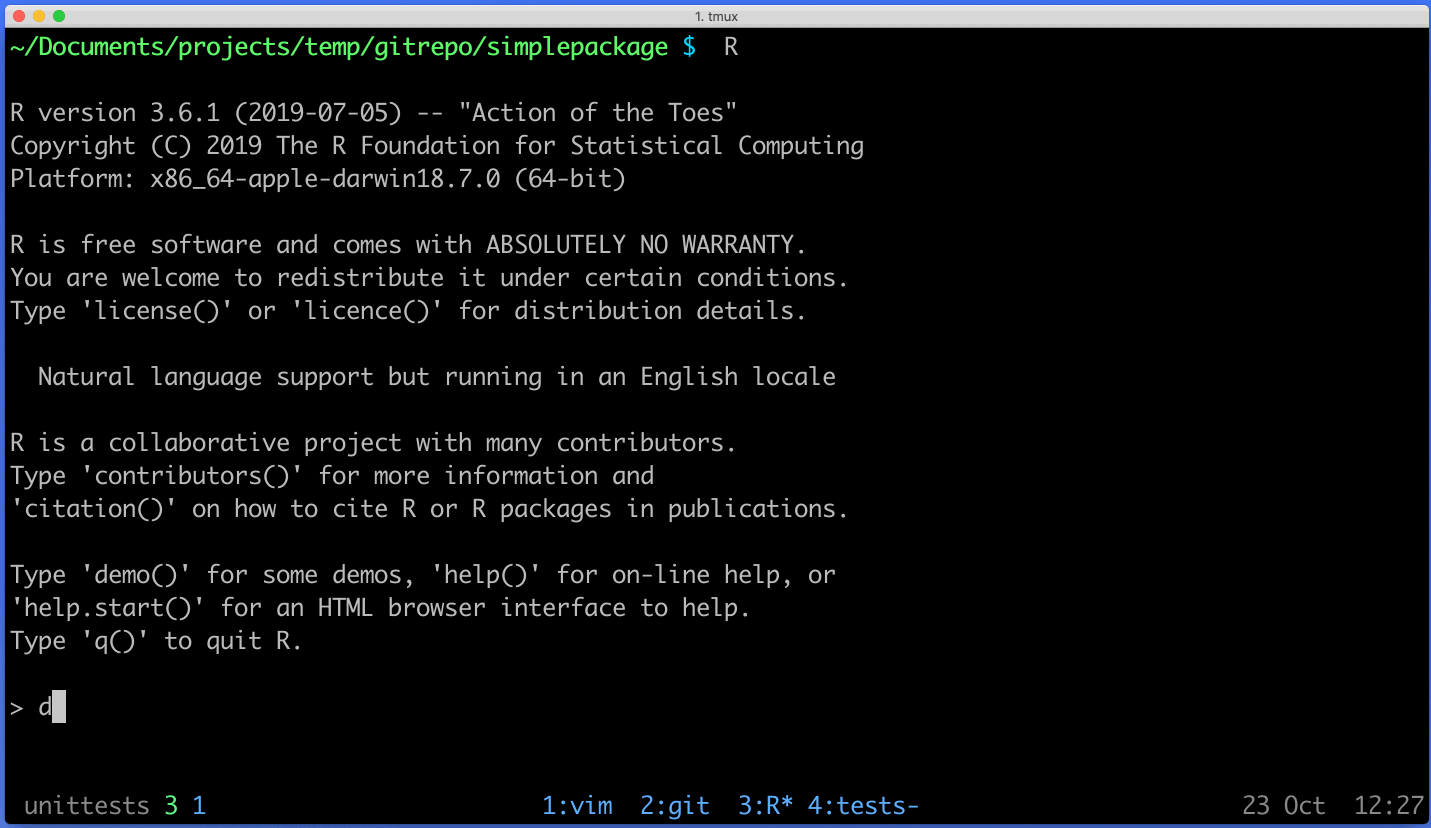 1. tmux
~/Documents/projects/temp/gitrepo/simplepackage $  R
R version 3.6.1 (2019-07-05) -- "Action of the Toes"
Copyright (C) 2019 The R Foundation for Statistical Computing
Platform: x86_64-apple-darwin18.7.0 (64-bit)
R is free software and comes with ABSOLUTELY NO WARRANTY.
You are welcome to redistribute it under certain conditions.
Type 'license()' or 'licence()' for distribution details.
  Natural language support but running in an English locale
R is a collaborative project with many contributors.
Type 'contributors()' for more information and
'citation()' on how to cite R or R packages in publications.
Type 'demo()' for some demos, 'help()' for on-line help, or
'help.start()' for an HTML browser interface to help.
Type 'q()' to quit R.
> d
unittests 3 1 1:vim 2:git 3:R* 4:tests- 23 Oct 12:27